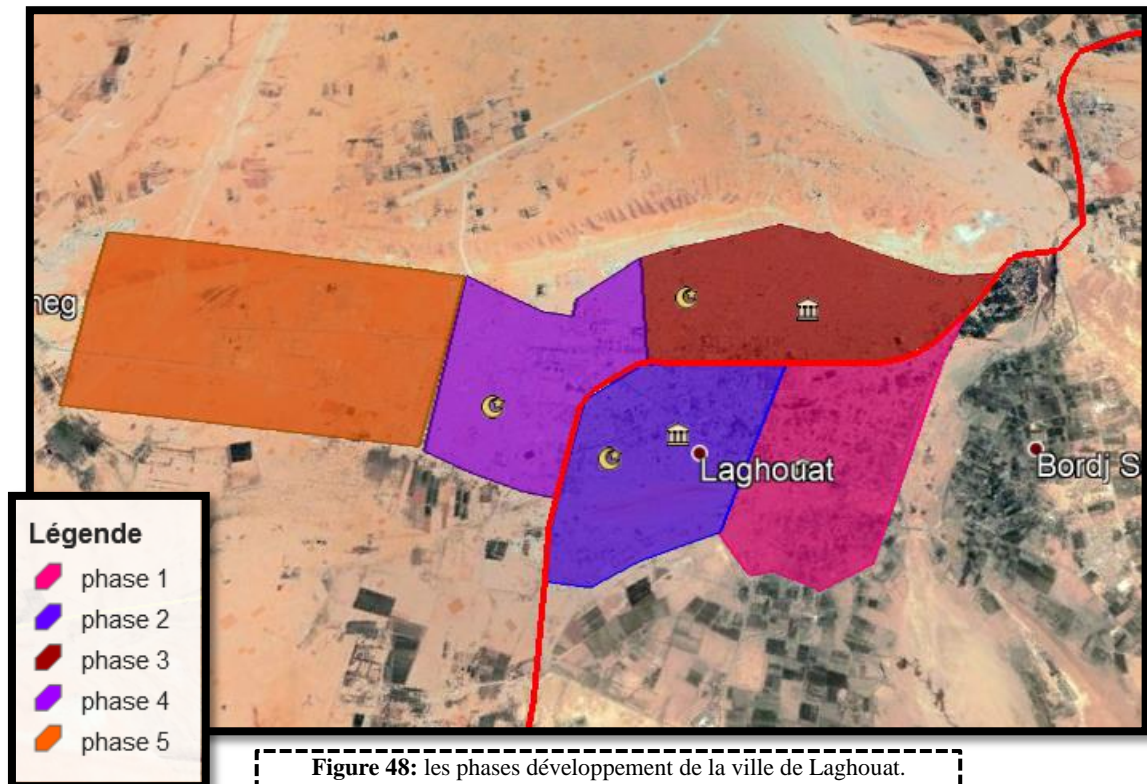 neg
Laghouat
Bordj S
Légende
phase 1
phase 2
phase 3
phase 4
phase 5
Figure 48: les phases développement de la ville de Laghouat.